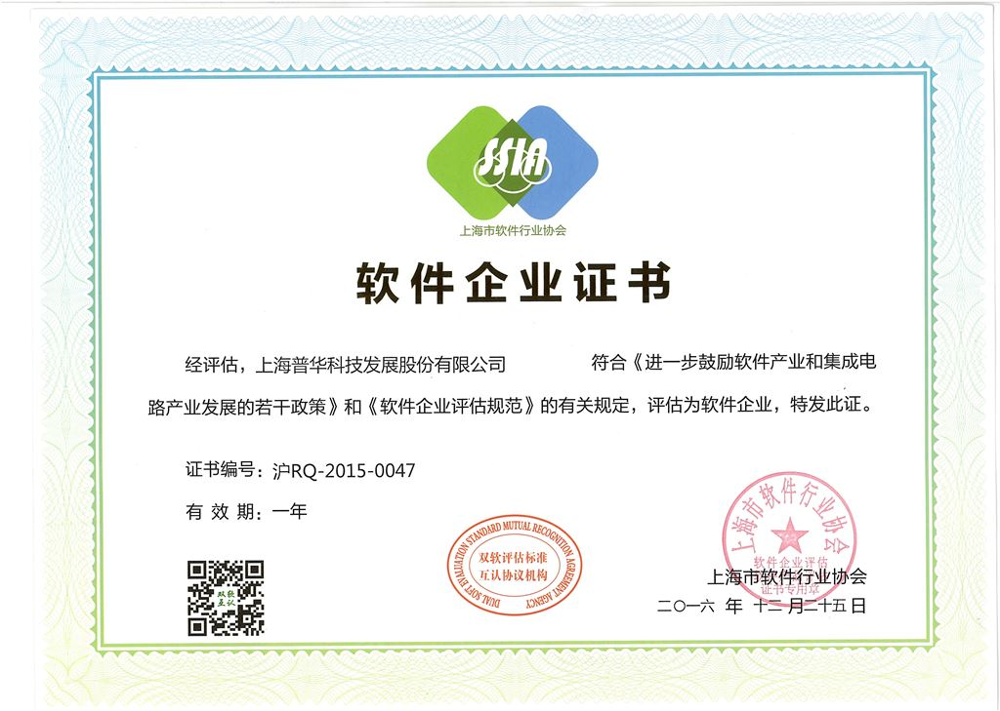 SSIA
上海市软件行业协会
软件企业证书
经评估，上海普华科技发展股份有限公司 符合《进一步鼓励软件产业和集成电
路产业发展的若干政策》和《软件企业评估规范》的有关规定，评估为软件企业，特发此证。
证书编号：沪RQ-2015-0047
有 效 期：一年
双软
互认
DUAL SOFT EVALUATION STANDARD MUTUAL RECOGNITION AGREEMENT AGENCY
双软评估标准
互认协议机构
上海市软件行业协会
软件企业评估
证书专用章
上海市软件行业协会
二〇一六 年 十二 月二十五日